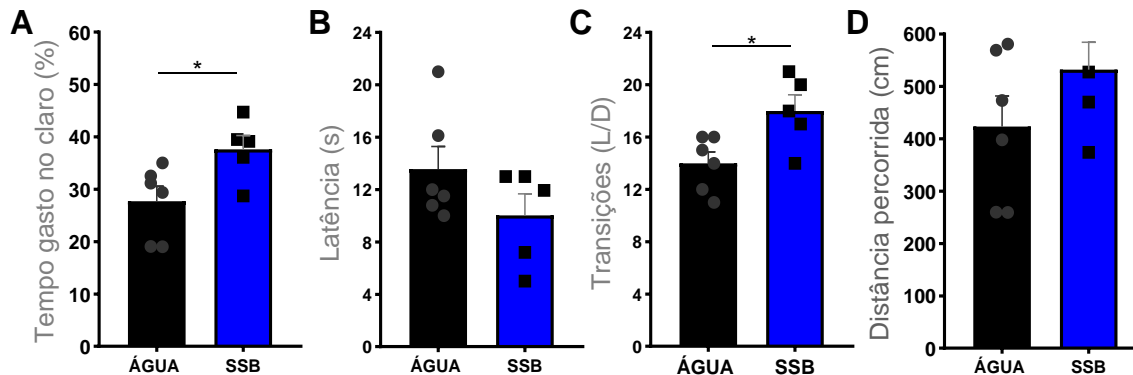 A
Tempo gasto no claro (%)
60
50
40
30
20
10
0
*
ÁGUA SSB
B
Latência (s)
24
20
16
12
8
4
0
ÁGUA SSB
C
Transições (L/D)
24
20
16
12
8
4
0
*
ÁGUA SSB
D
Distância percorrida (cm)
600
500
400
300
200
100
0
ÁGUA SSB